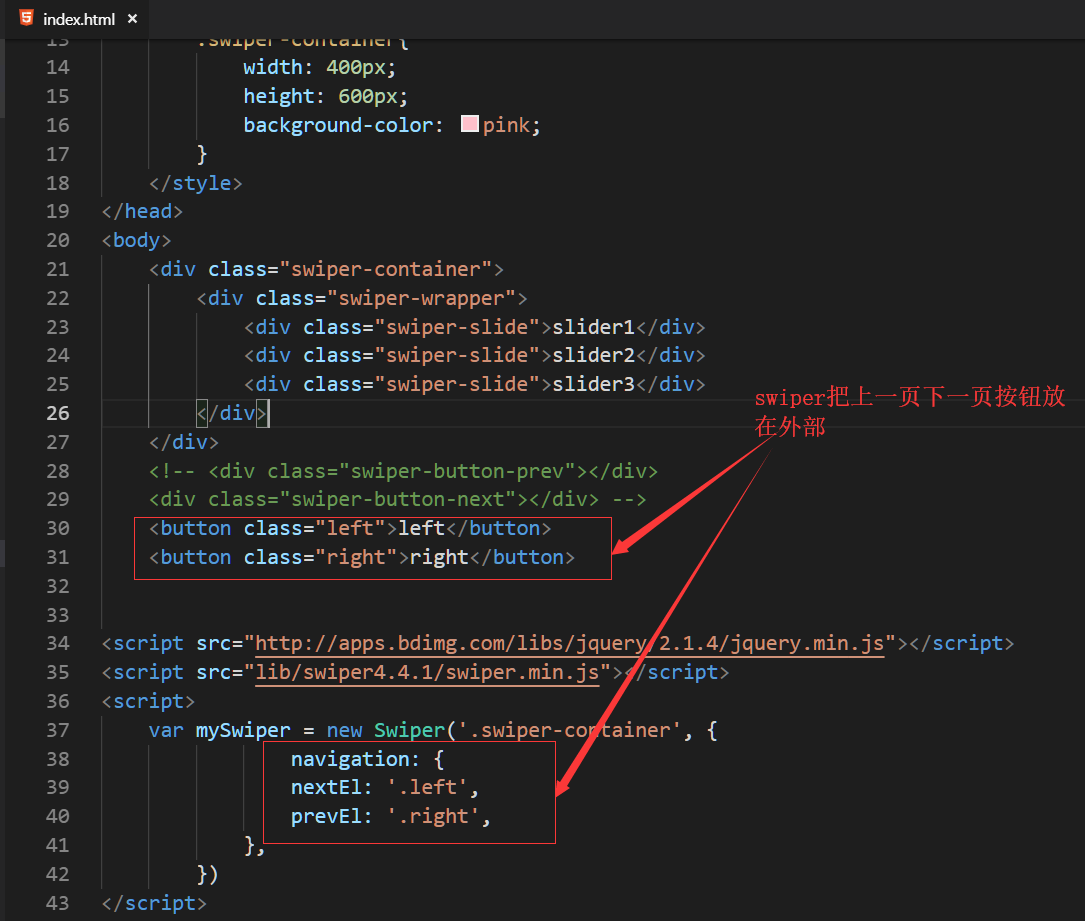 index.html ×
13 .swiper-container{
14 width: 400px;
15 height: 600px;
16 background-color: pink;
17 }
18 </style>
19 </head>
20 <body>
21 <div class="swiper-container">
22 <div class="swiper-wrapper">
23 <div class="swiper-slide">slider1</div>
24 <div class="swiper-slide">slider2</div>
25 <div class="swiper-slide">slider3</div>
swiper把上一页下一页按钮放
26 </div>
在外部
27 </div>
28 <!-- <div class="swiper-button-prev"></div>
29 <div class="swiper-button-next"></div> -->
30 <button class="left">left</button>
31 <button class="right">right</button>
32
33
34 <script src="http://apps.bdimg.com/libs/jquery/2.1.4/jquery.min.js"></script>
35 <script src="lib/swiper4.4.1/swiper.min.js"></script>
36 <script>
37 var mySwiper = new Swiper('.swiper-container', {
38 navigation: {
39 nextEl: '.left',
40 prevEl: '.right',
41 },
42 })
43 </script>